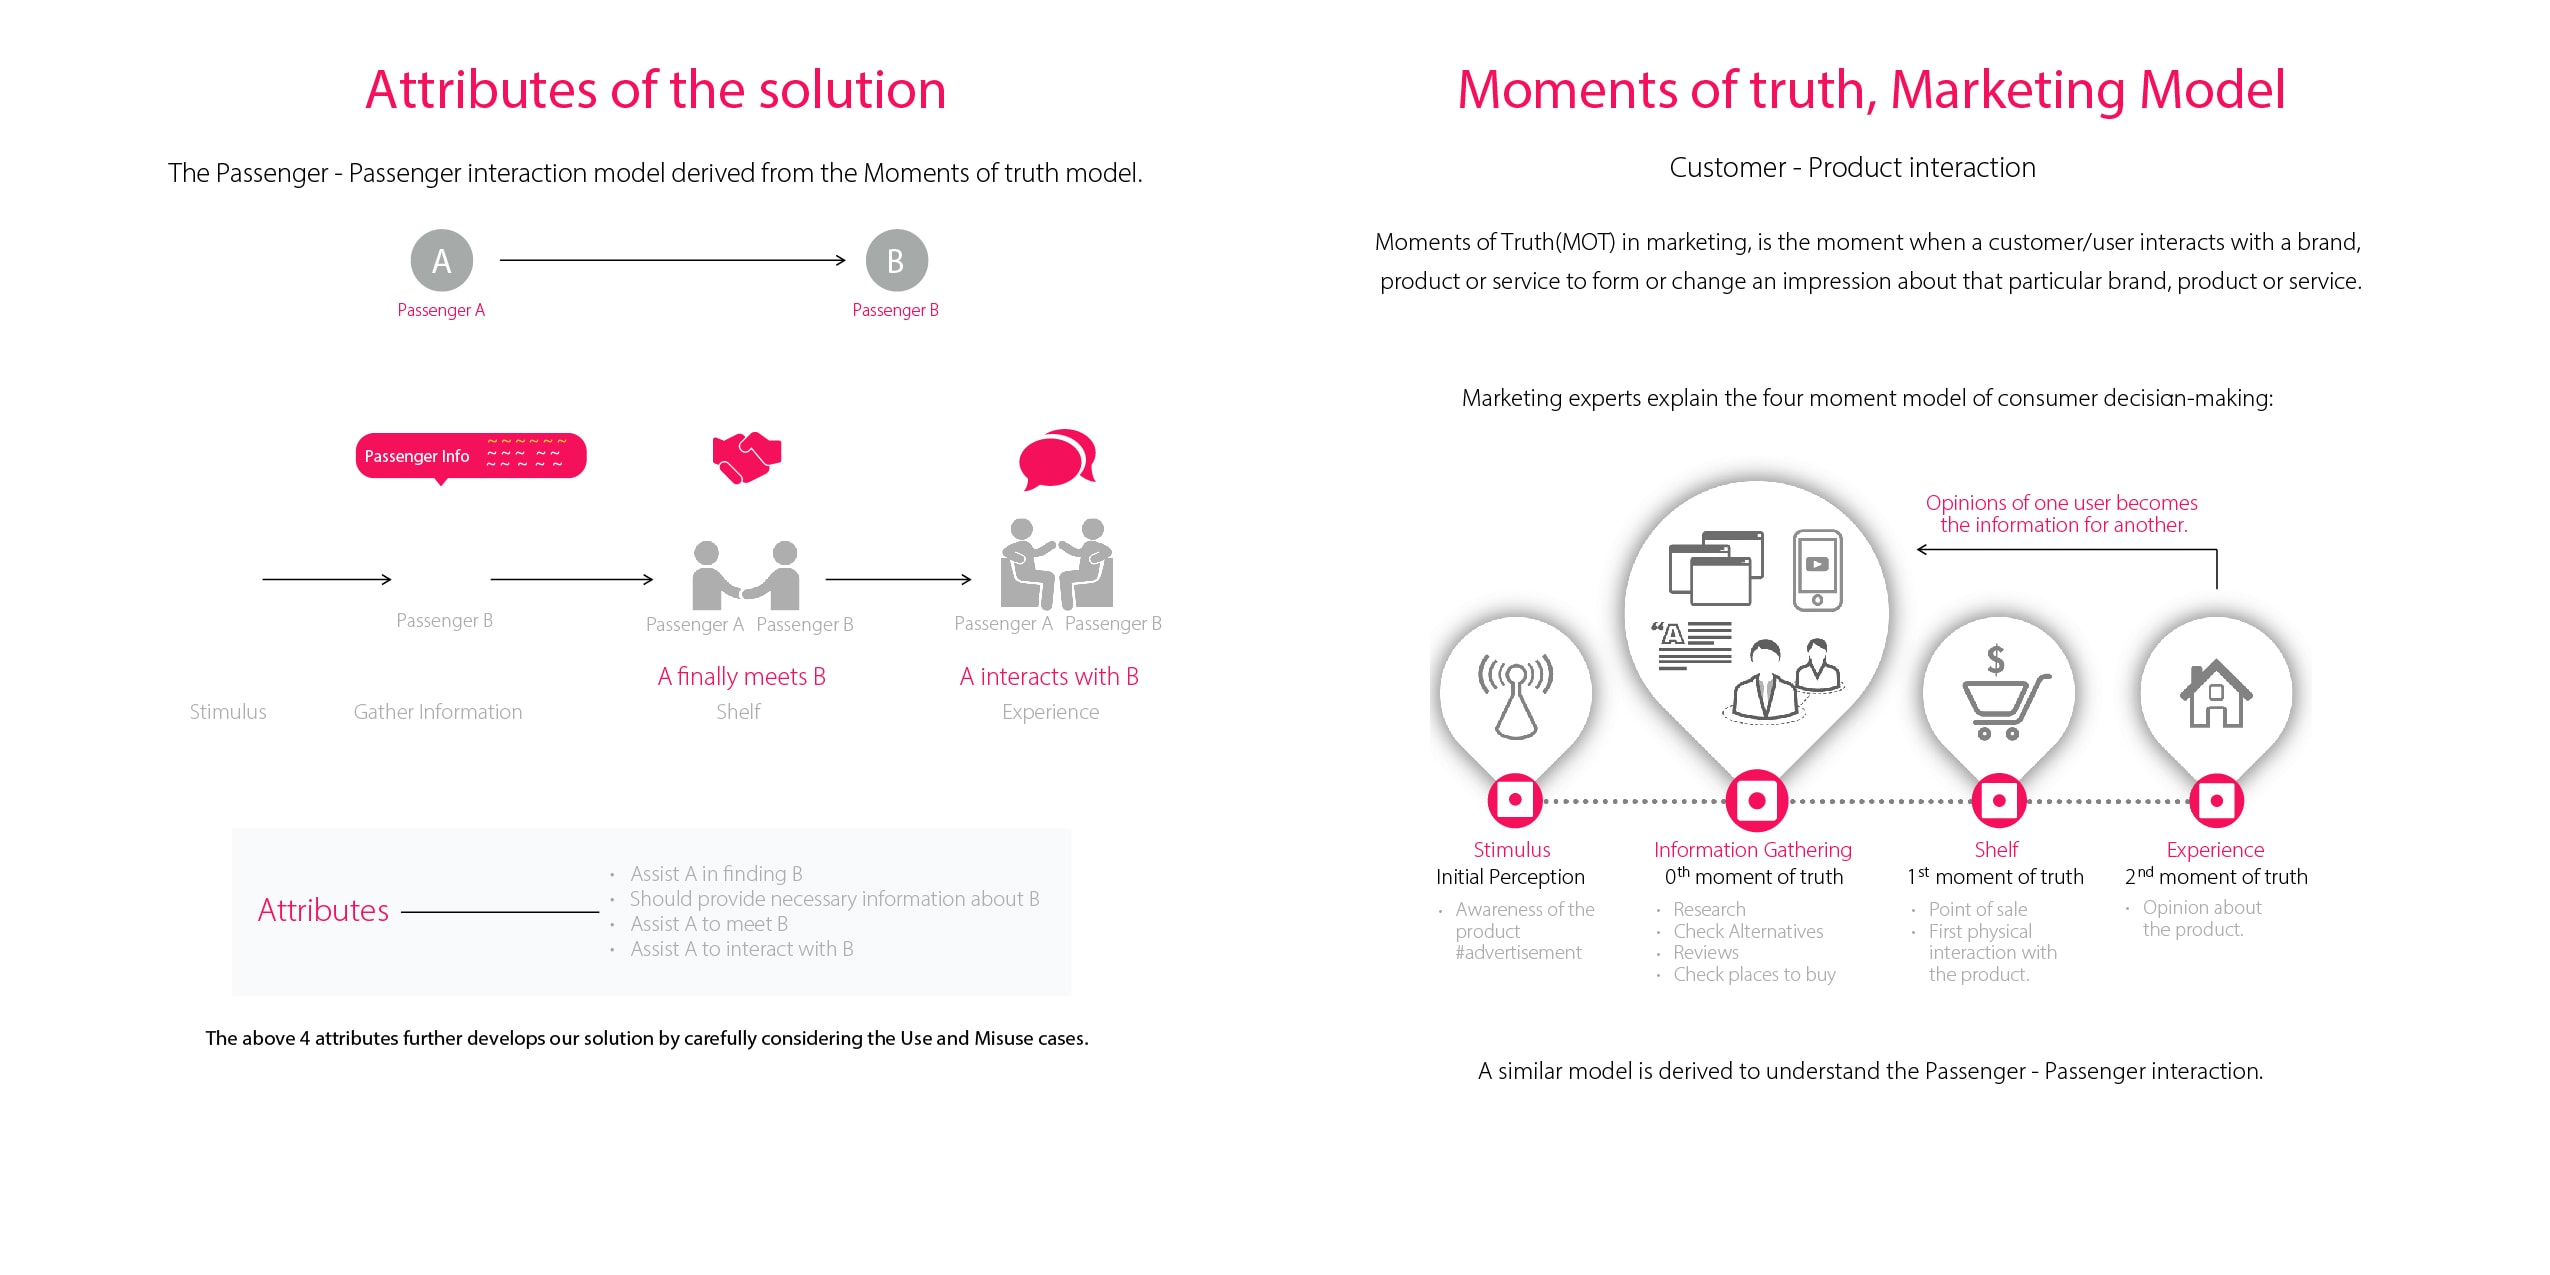 Attributes of the solution
The Passenger - Passenger interaction model derived from the Moments of truth model.
A
B
Passenger A
Passenger B
Passenger Info
Passenger B
Passenger A
Passenger B
Passenger A
Passenger B
A finally meets B
A interacts with B
Stimulus
Gather Information
Shelf
Experience
Attributes
• Assist A in finding B
• Should provide necessary information about B
• Assist A to meet B
• Assist A to interact with B
The above 4 attributes further develops our solution by carefully considering the Use and Misuse cases.
Moments of truth, Marketing Model
Customer - Product interaction
Moments of Truth(MOT) in marketing, is the moment when a customer/user interacts with a brand,
product or service to form or change an impression about that particular brand, product or service.
Marketing experts explain the four moment model of consumer decision-making:
Opinions of one user becomes
the information for another.
“A
$
Stimulus
Initial Perception
• Awareness of the
product
#advertisement
Information Gathering
0th moment of truth
• Research
• Check Alternatives
• Reviews
• Check places to buy
Shelf
1st moment of truth
• Point of sale
• First physical
interaction with
the product.
Experience
2nd moment of truth
• Opinion about
the product.
A similar model is derived to understand the Passenger - Passenger interaction.